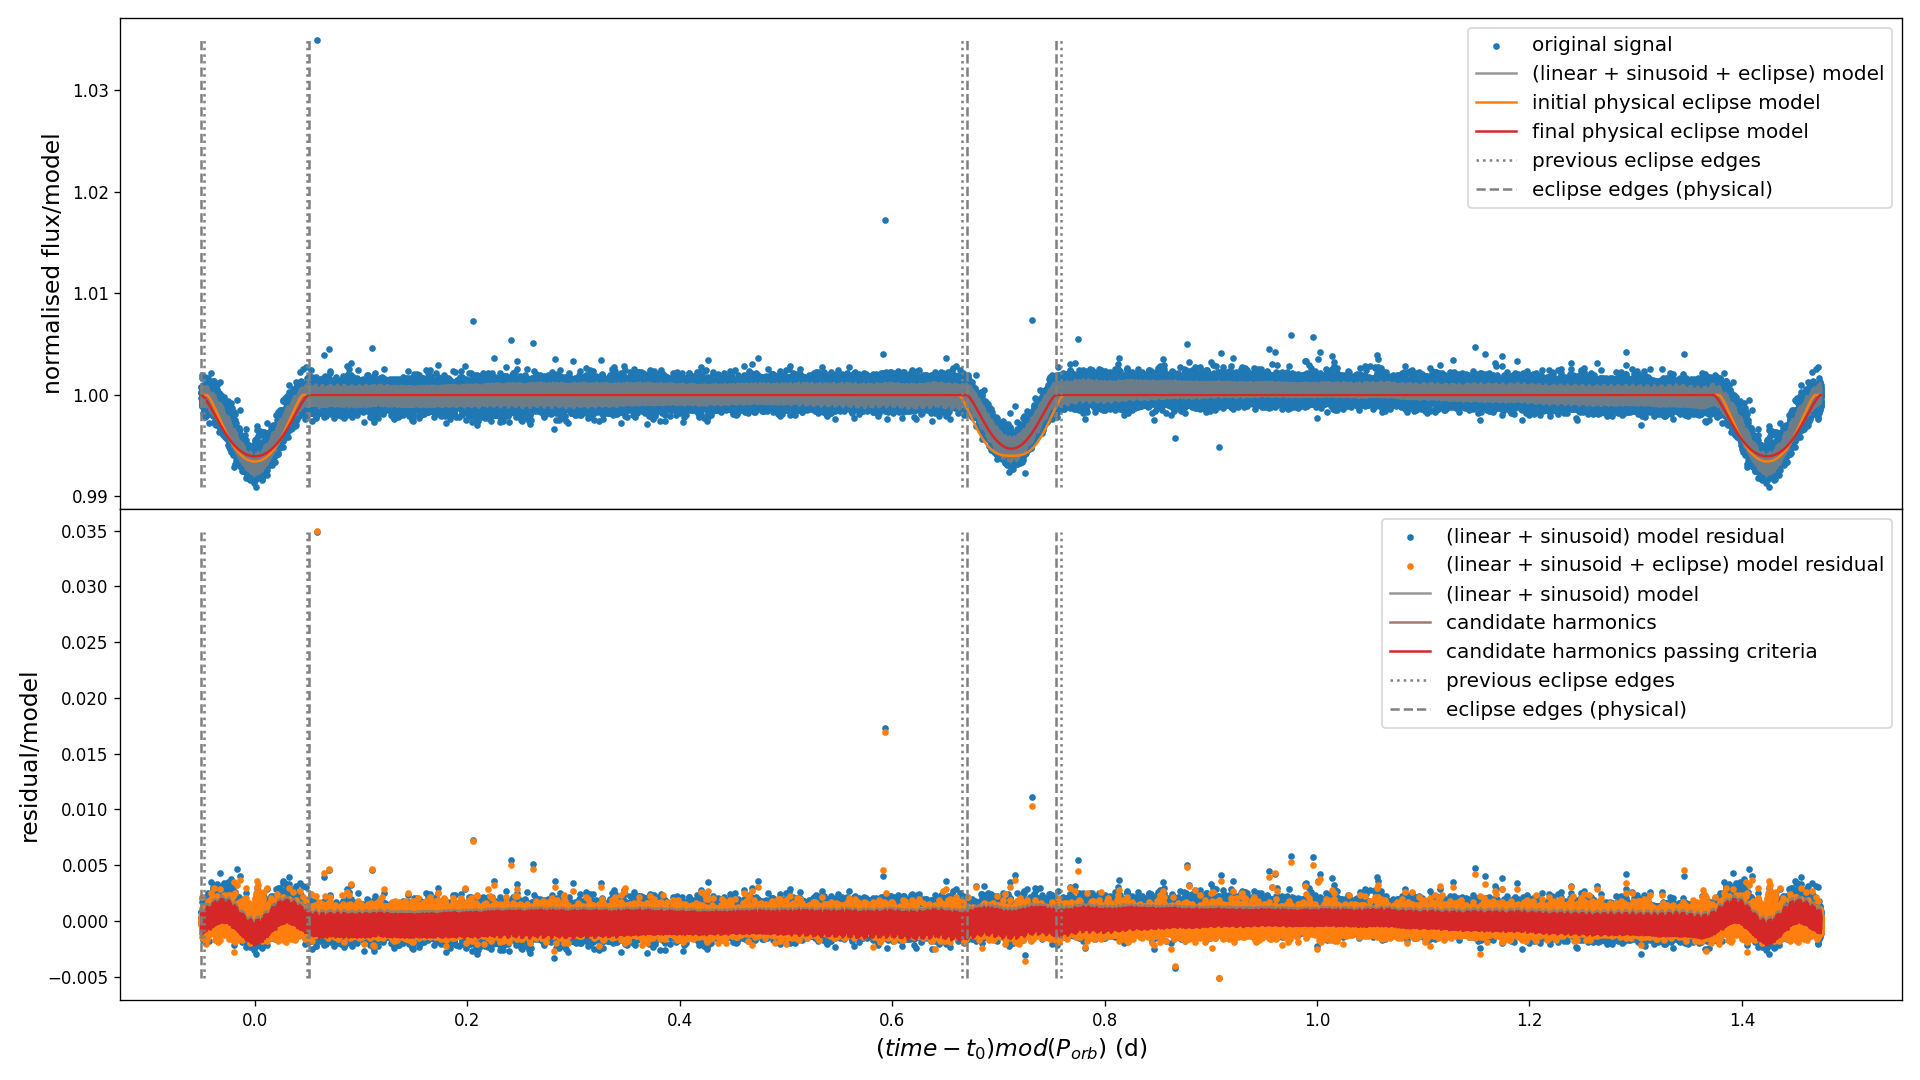 original signal
(linear + sinusoid + eclipse) model
initial physical eclipse model
final physical eclipse model
previous eclipse edges
eclipse edges (physical)
normalised flux/model
1.03
1.02
1.01
1.00
0.99
(linear + sinusoid) model residual
(linear + sinusoid + eclipse) model residual
(linear + sinusoid) model
candidate harmonics
candidate harmonics passing criteria
previous eclipse edges
eclipse edges (physical)
residual/model
0.035
0.030
0.025
0.020
0.015
0.010
0.005
0.000
−0.005
0.0 0.2 0.4 0.6 0.8 1.0 1.2 1.4
(time − t₀)mod(Pₒᵣb) (d)